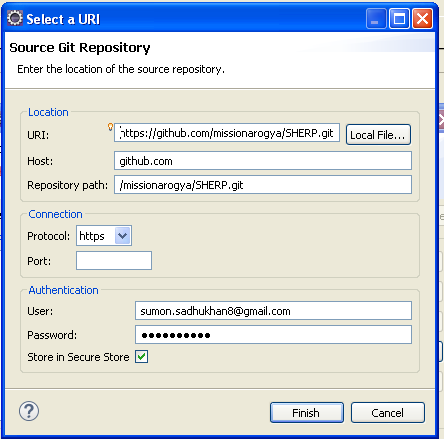 Select a URI
Source Git Repository
Enter the location of the source repository.
Location
URI: https://github.com/missionarogya/SHERP.git Local File...
Host: github.com
Repository path: /missionarogya/SHERP.git
Connection
Protocol: https
Port:
Authentication
User: sumon.sadhukhan8@gmail.com
Password: ●●●●●●●●●●
Store in Secure Store
? Finish Cancel